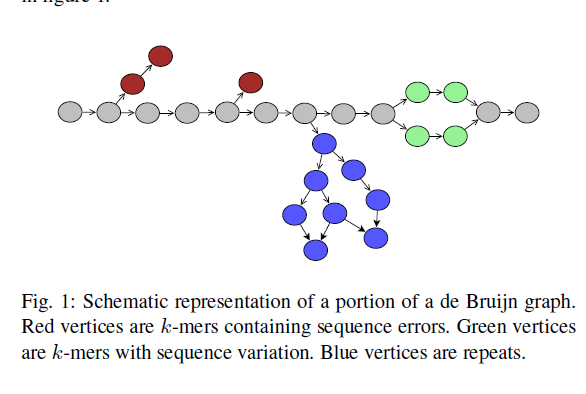 Fig. 1: Schematic representation of a portion of a de Bruijn graph.
Red vertices are k-mers containing sequence errors. Green vertices
are k-mers with sequence variation. Blue vertices are repeats.